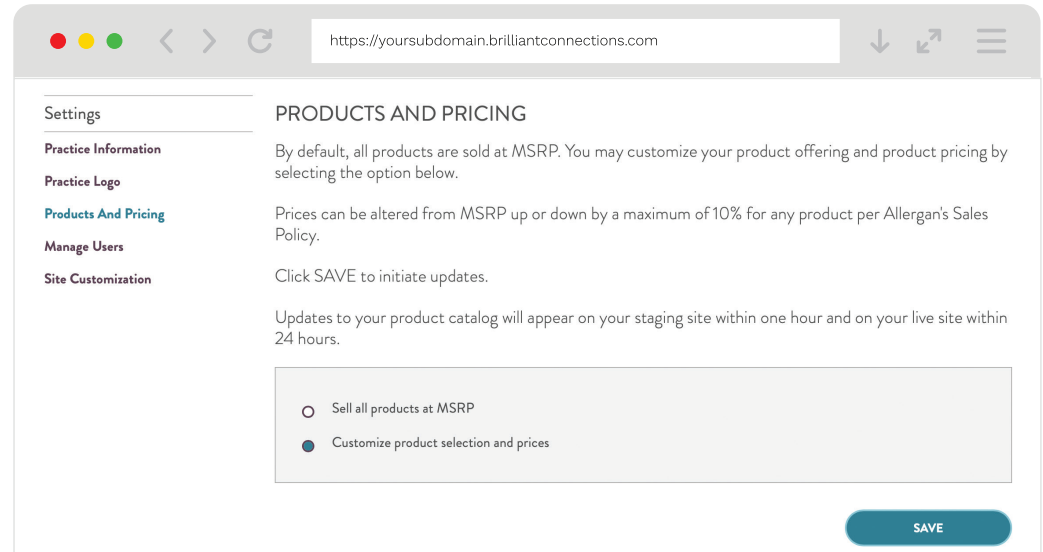 https://yoursubdomain.brilliantconnections.com
Settings
Practice Information
Practice Logo
Products And Pricing
Manage Users
Site Customization
PRODUCTS AND PRICING
By default, all products are sold at MSRP. You may customize your product offering and product pricing by
selecting the option below.
Prices can be altered from MSRP up or down by a maximum of 10% for any product per Allergan's Sales
Policy.
Click SAVE to initiate updates.
Updates to your product catalog will appear on your staging site within one hour and on your live site within
24 hours.
Sell all products at MSRP
Customize product selection and prices
SAVE